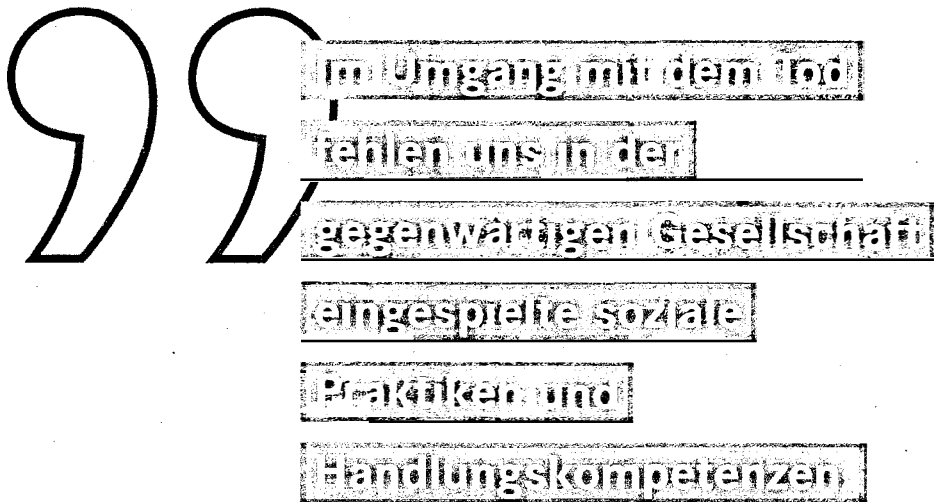 Im Umgang mit dem Tod
fehlen uns in der
gegenwärtigen Gesellschaft
eingespielte soziale
Praktiken und
Handlungskompetenzen.